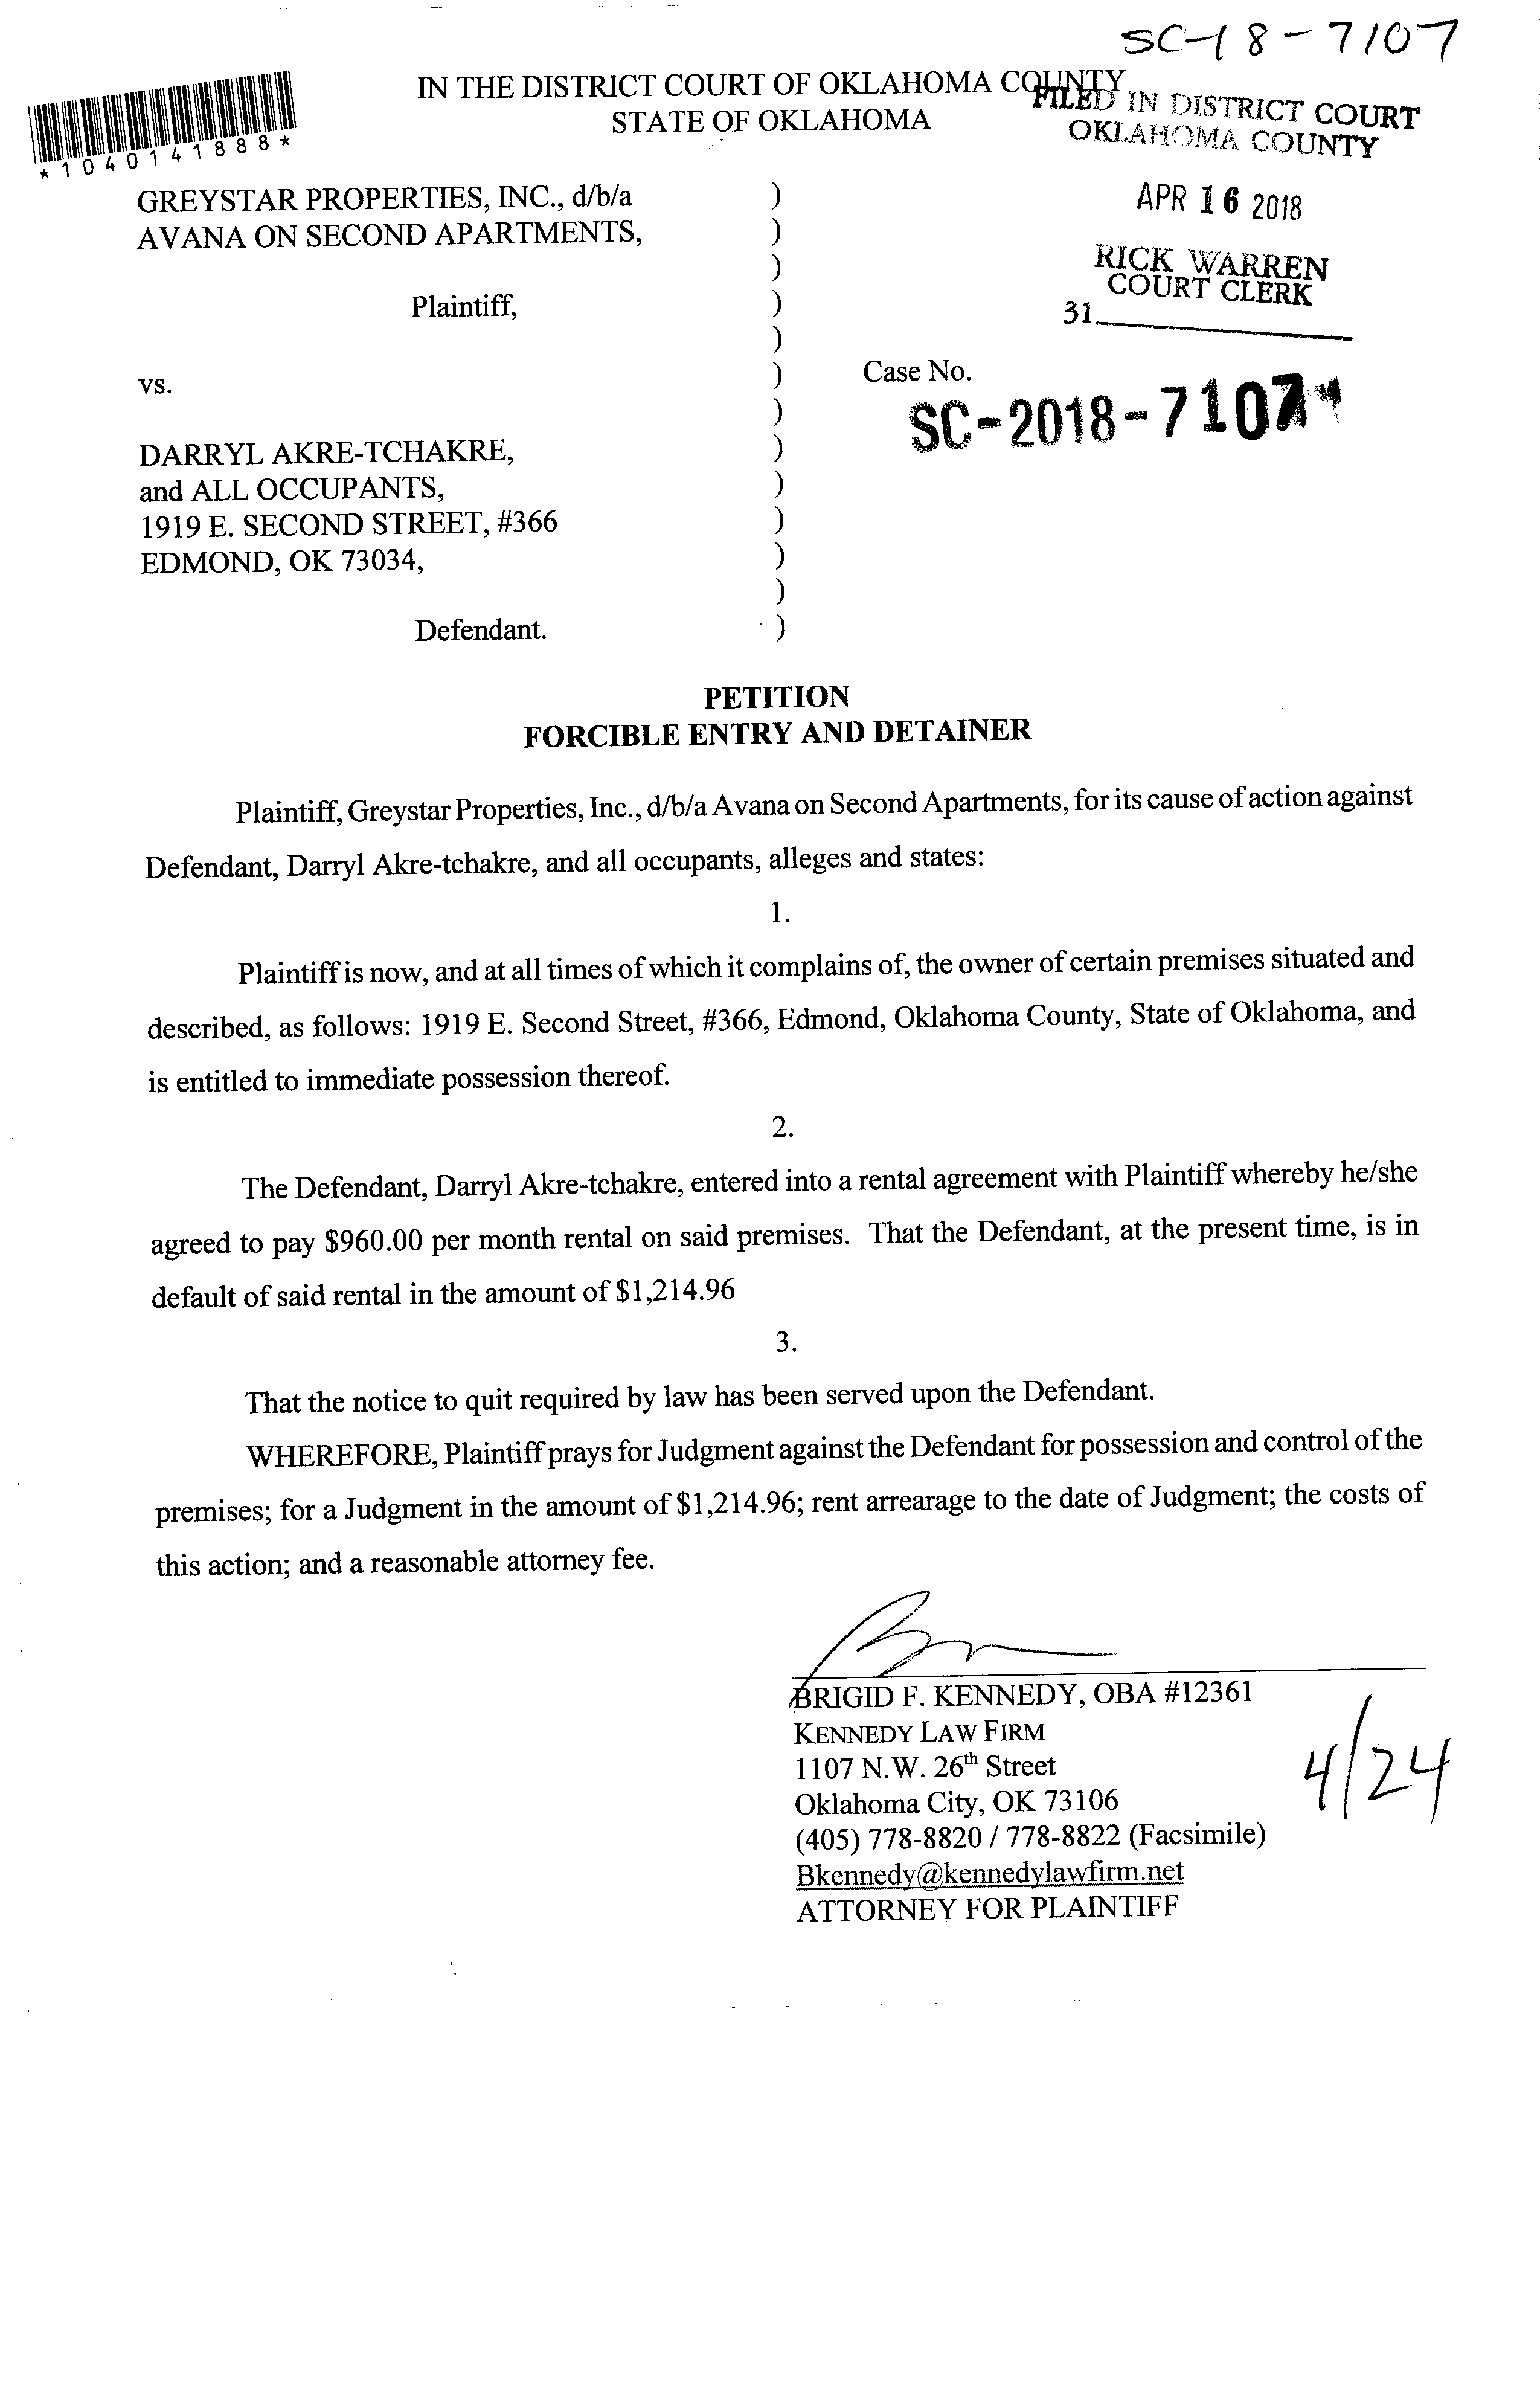 SC-18-7107
IN THE DISTRICT COURT OF OKLAHOMA COUNTY
STATE OF OKLAHOMA
FILED IN DISTRICT COURT
OKLAHOMA COUNTY
*1040141888*
APR 16 2018
RICK WARREN
COURT CLERK
31
GREYSTAR PROPERTIES, INC., d/b/a )
AVANA ON SECOND APARTMENTS, )
)
Plaintiff, )
)
vs. ) Case No.
SC-2018-7107
)
DARRYL AKRE-TCHAKRE, )
and ALL OCCUPANTS, )
1919 E. SECOND STREET, #366 )
EDMOND, OK 73034, )
)
Defendant. )
PETITION
FORCIBLE ENTRY AND DETAINER
Plaintiff, Greystar Properties, Inc., d/b/a Avana on Second Apartments, for its cause of action against
Defendant, Darryl Akre-tchakre, and all occupants, alleges and states:
1.
Plaintiff is now, and at all times of which it complains of, the owner of certain premises situated and
described, as follows: 1919 E. Second Street, #366, Edmond, Oklahoma County, State of Oklahoma, and
is entitled to immediate possession thereof.
2.
The Defendant, Darryl Akre-tchakre, entered into a rental agreement with Plaintiff whereby he/she
agreed to pay $960.00 per month rental on said premises. That the Defendant, at the present time, is in
default of said rental in the amount of $1,214.96
3.
That the notice to quit required by law has been served upon the Defendant.
WHEREFORE, Plaintiff prays for Judgment against the Defendant for possession and control of the
premises; for a Judgment in the amount of $1,214.96; rent arrearage to the date of Judgment; the costs of
this action; and a reasonable attorney fee.
BRIGID F. KENNEDY, OBA #12361
KENNEDY LAW FIRM
1107 N.W. 26th Street
Oklahoma City, OK 73106
(405) 778-8820 / 778-8822 (Facsimile)
Bkennedy@kennedylawfirm.net
ATTORNEY FOR PLAINTIFF
4/24